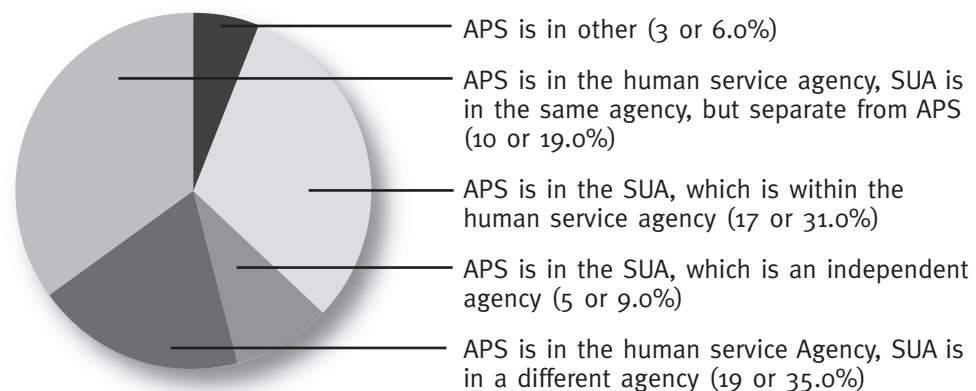 APS is in other (3 or 6.0%)
APS is in the human service agency, SUA is
in the same agency, but separate from APS
(10 or 19.0%)
APS is in the SUA, which is within the
human service agency (17 or 31.0%)
APS is in the SUA, which is an independent
agency (5 or 9.0%)
APS is in the human service Agency, SUA is
in a different agency (19 or 35.0%)